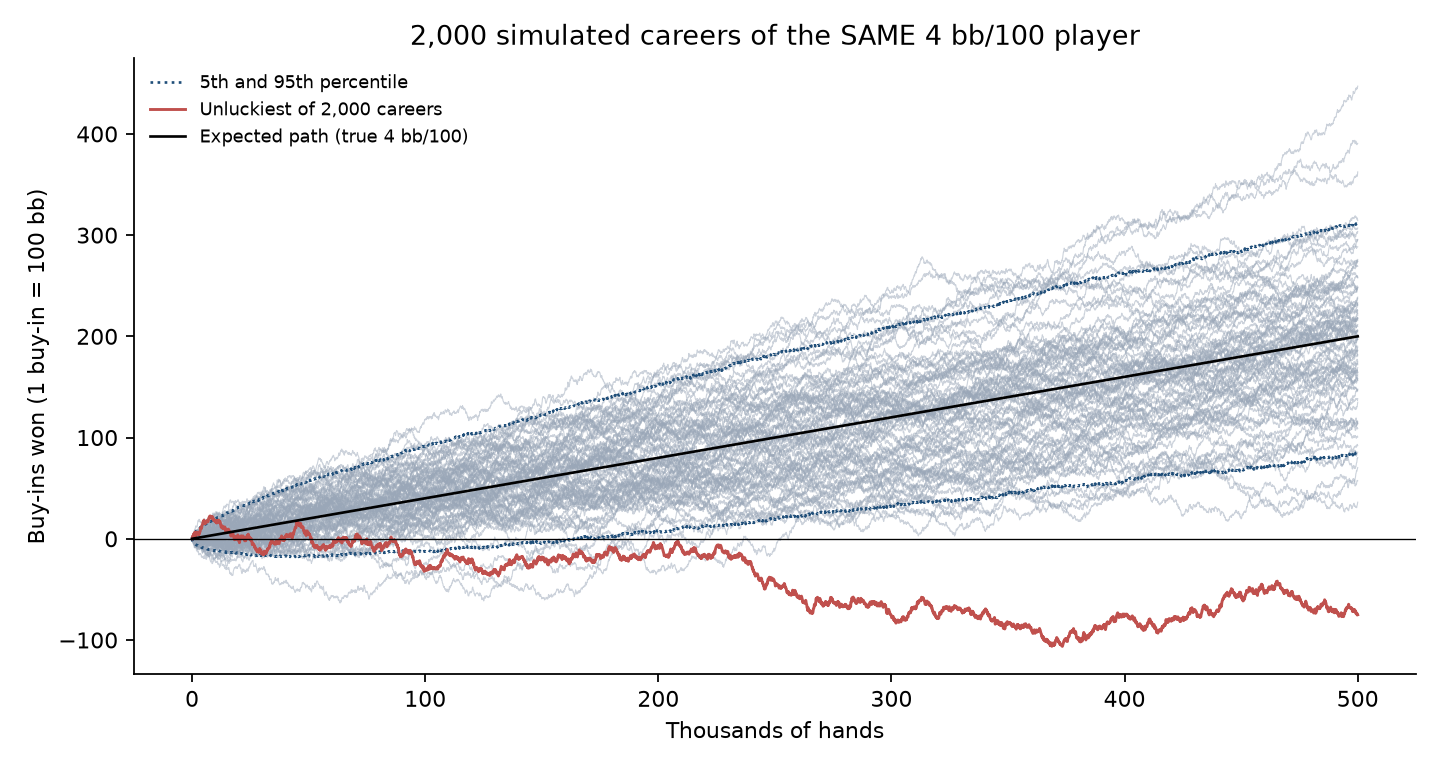 2,000 simulated careers of the SAME 4 bb/100 player
5th and 95th percentile
Unluckiest of 2,000 careers
Expected path (true 4 bb/100)
Buy-ins won (1 buy-in = 100 bb)
400
300
200
100
0
−100
0
100
200
300
400
500
Thousands of hands